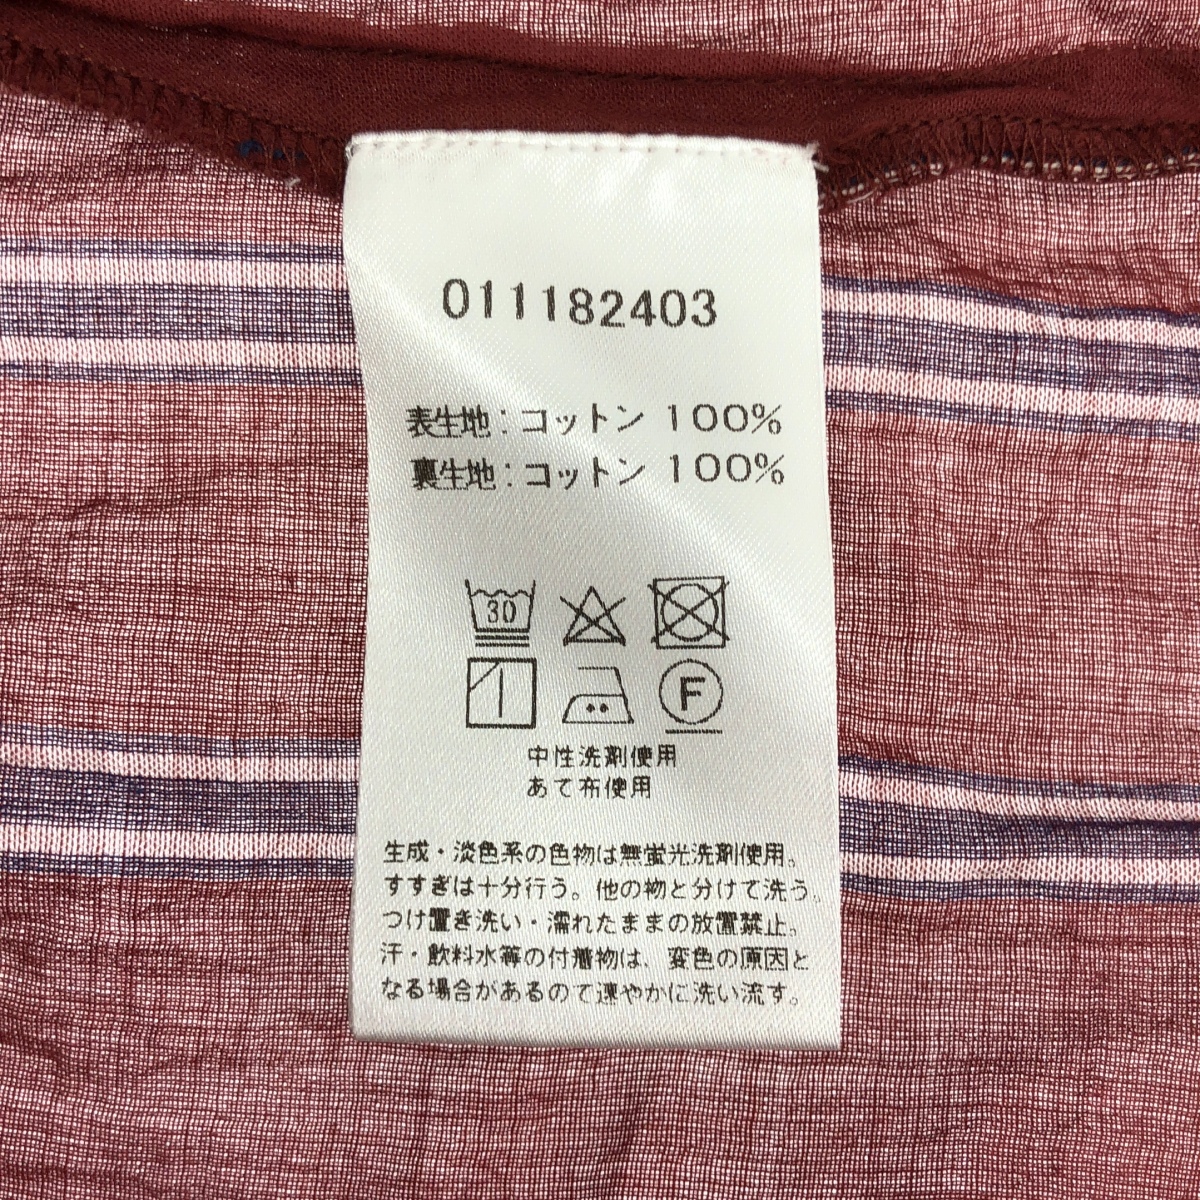 011182403
表生地:コットン 100%
裏生地:コットン 100%
30
F
中性洗剤使用
あて布使用
生成・淡色系の色物は無蛍光洗剤使用。
すすぎは十分行う。他の物と分けて洗う。
つけ置き洗い・濡れたままの放置禁止。
汗・飲料水等の付着物は、変色の原因と
なる場合があるので速やかに洗い流す。